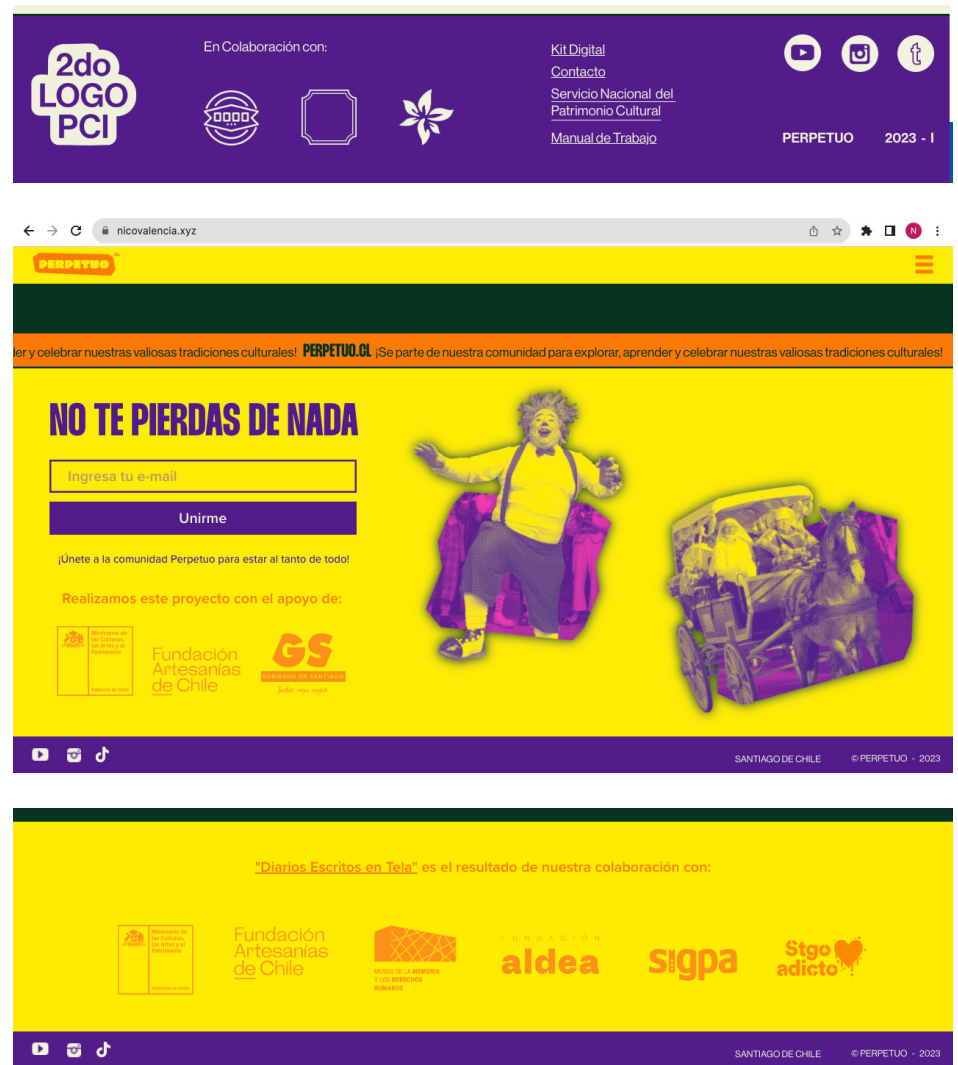 2do
LOGO
PCI
En Colaboración con:
Kit Digital
Contacto
Servicio Nacional del
Patrimonio Cultural
Manual de Trabajo
PERPETUO 2023 - I
nicovalencia.xyz
N
PERPETUO
der y celebrar nuestras valiosas tradiciones culturales! PERPETUO.CL ¡Se parte de nuestra comunidad para explorar, aprender y celebrar nuestras valiosas tradiciones culturales!
NO TE PIERDAS DE NADA
Ingresa tu e-mail
Unirme
¡Únete a la comunidad Perpetuo para estar al tanto de todo!
Realizamos este proyecto con el apoyo de:
Ministerio de
las Culturas,
las Artes y el
Patrimonio
Gobierno de Chile
Fundación
Artesanías
de Chile
GS
GOBIERNO DE SANTIAGO
SANTIAGO DE CHILE © PERPETUO - 2023
"Diarios Escritos en Tela" es el resultado de nuestra colaboración con:
Ministerio de
las Culturas,
las Artes y el
Patrimonio
Gobierno de Chile
Fundación
Artesanías
de Chile
MUSEO DE LA MEMORIA
Y LOS DERECHOS
HUMANOS
FUNDACIÓN
aldea
sigpa
Stgo
adicto
SANTIAGO DE CHILE © PERPETUO - 2023